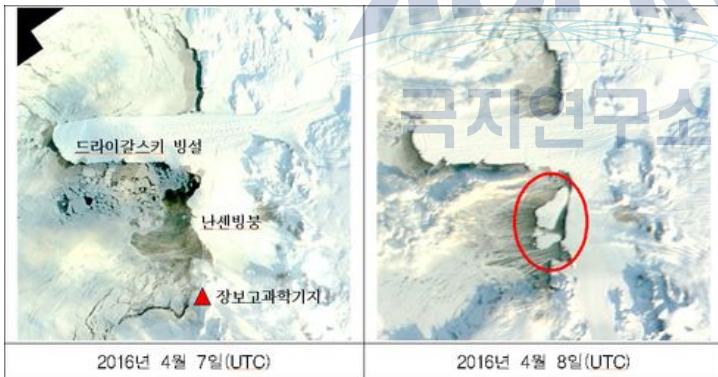 극지연구소
드라이갈스키 빙설
난센빙붕
장보고과학기지
2016년 4월 7일(UTC)
2016년 4월 8일(UTC)